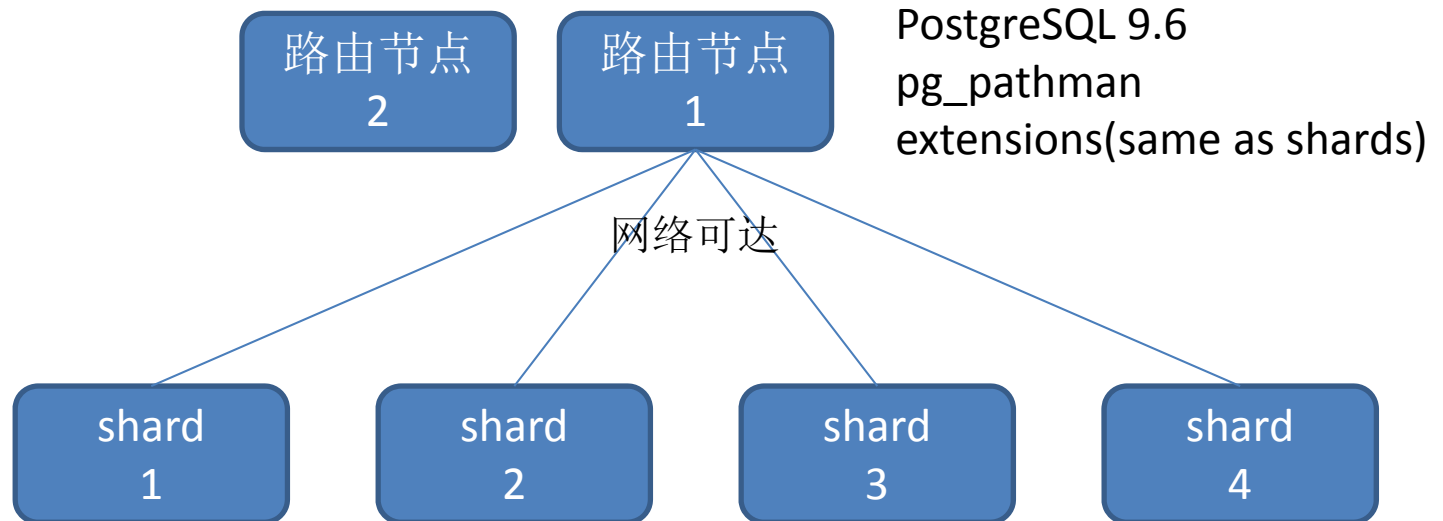 路由节点
2
路由节点
1
PostgreSQL 9.6
pg_pathman
extensions(same as shards)
网络可达
shard
1
shard
2
shard
3
shard
4